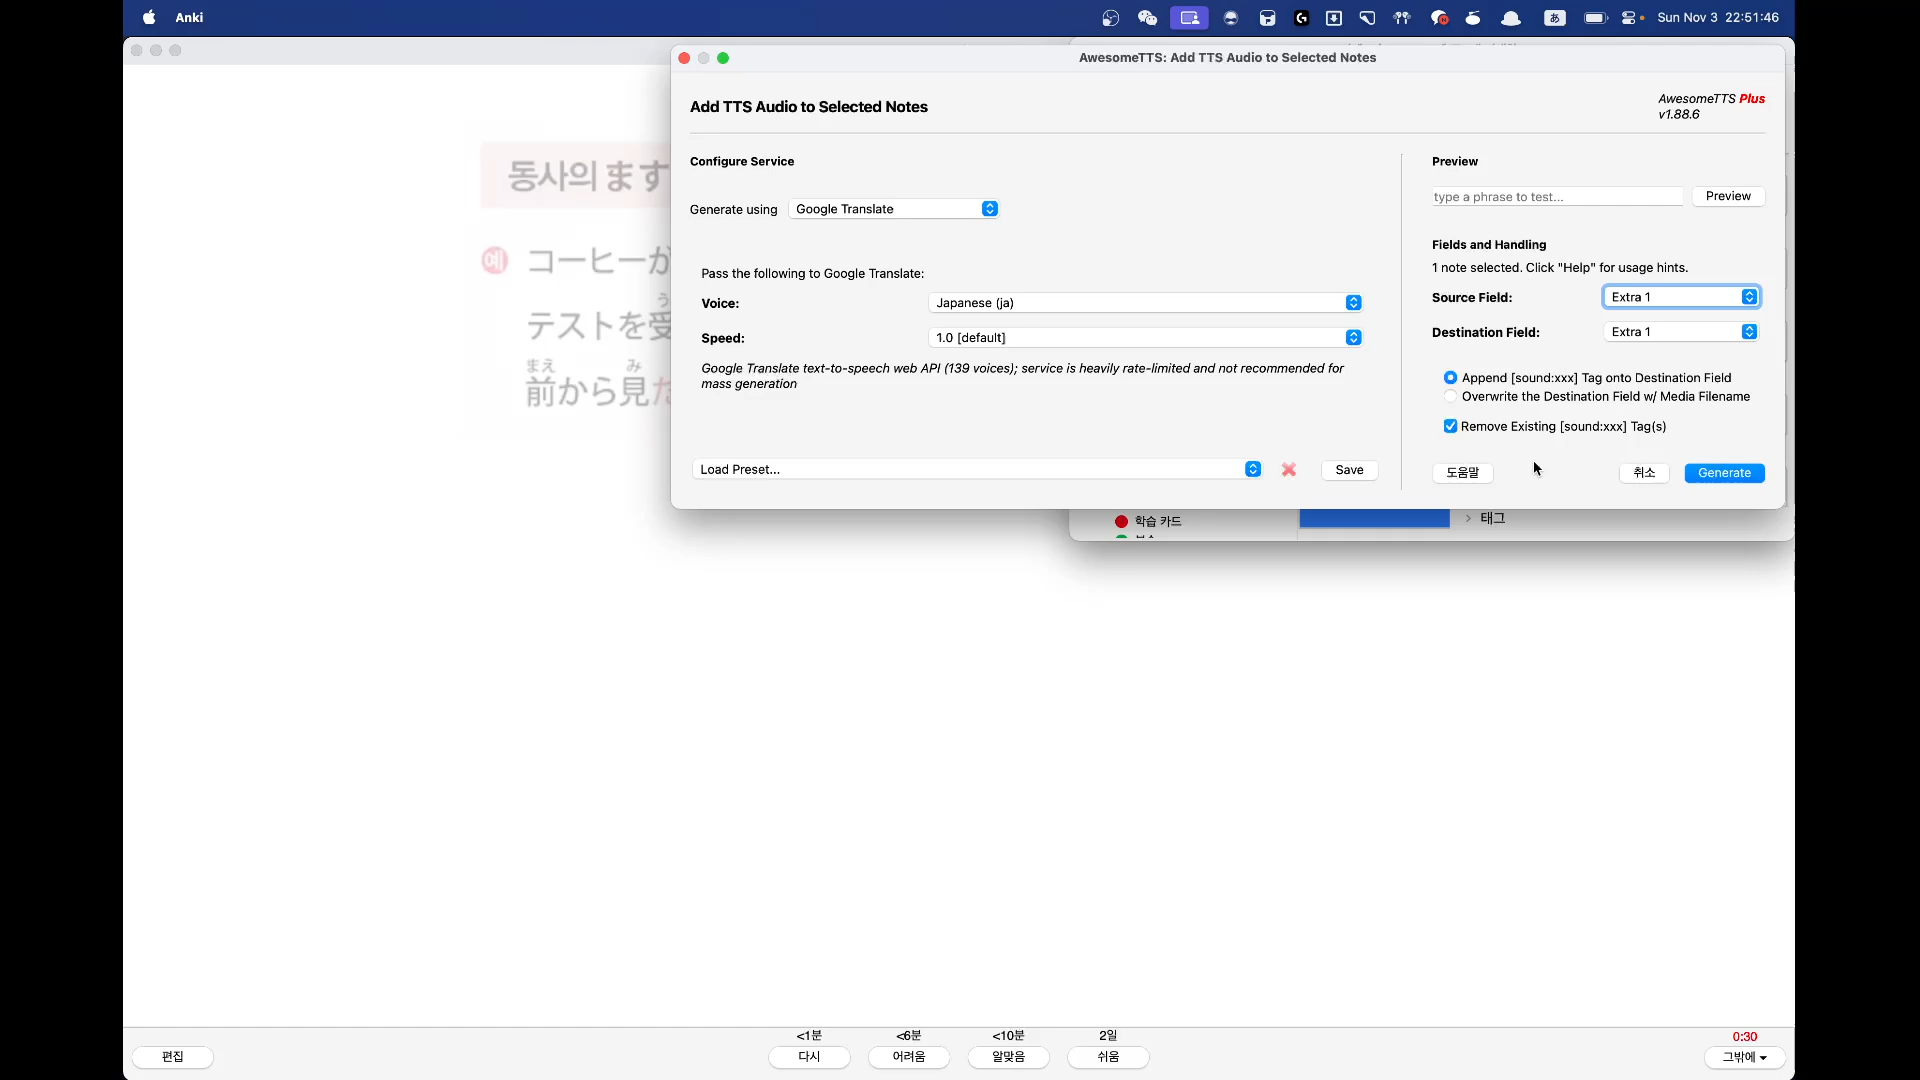 Anki
Sun Nov 3 22:51:46
AwesomeTTS: Add TTS Audio to Selected Notes
Add TTS Audio to Selected Notes
AwesomeTTS Plus
v1.88.6
Configure Service
Preview
동사의 ます
Generate using
Google Translate
type a phrase to test...
Preview
Fields and Handling
예
コーヒーが
Pass the following to Google Translate:
1 note selected. Click "Help" for usage hints.
Voice:
Japanese (ja)
Source Field:
Extra 1
う
テストを受
Speed:
1.0 [default]
Destination Field:
Extra 1
まえ み
前から見た
Google Translate text-to-speech web API (139 voices); service is heavily rate-limited and not recommended for
mass generation
Append [sound:xxx] Tag onto Destination Field
Overwrite the Destination Field w/ Media Filename
Remove Existing [sound:xxx] Tag(s)
Load Preset...
Save
도움말
취소
Generate
학습 카드
태그
<1분
<6분
<10분
2일
0:30
편집
다시
어려움
알맞음
쉬움
그밖에